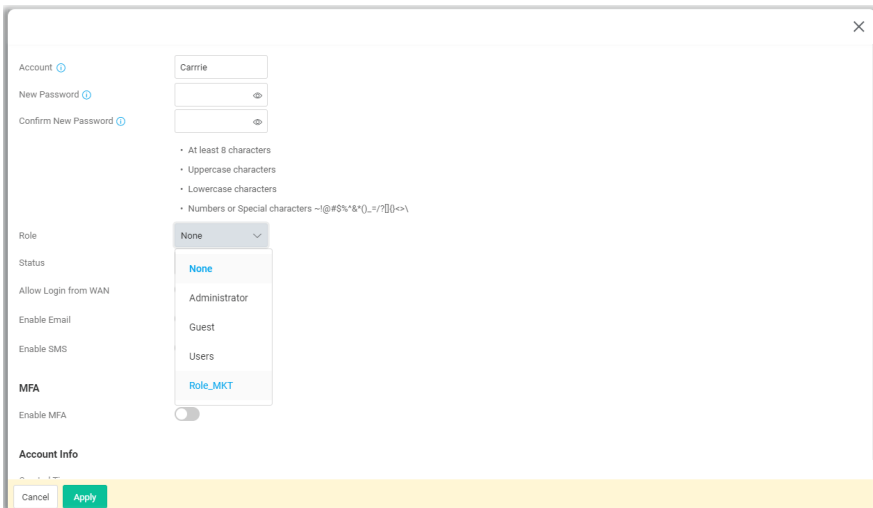 Account
Carrrie
New Password
Confirm New Password
• At least 8 characters
• Uppercase characters
• Lowercase characters
• Numbers or Special characters ~!@#$%^&*()_=/?[]{}<>\
Role
None
Status
None
Allow Login from WAN
Administrator
Enable Email
Guest
Enable SMS
Users
MFA
Role_MKT
Enable MFA
Account Info
Cancel
Apply